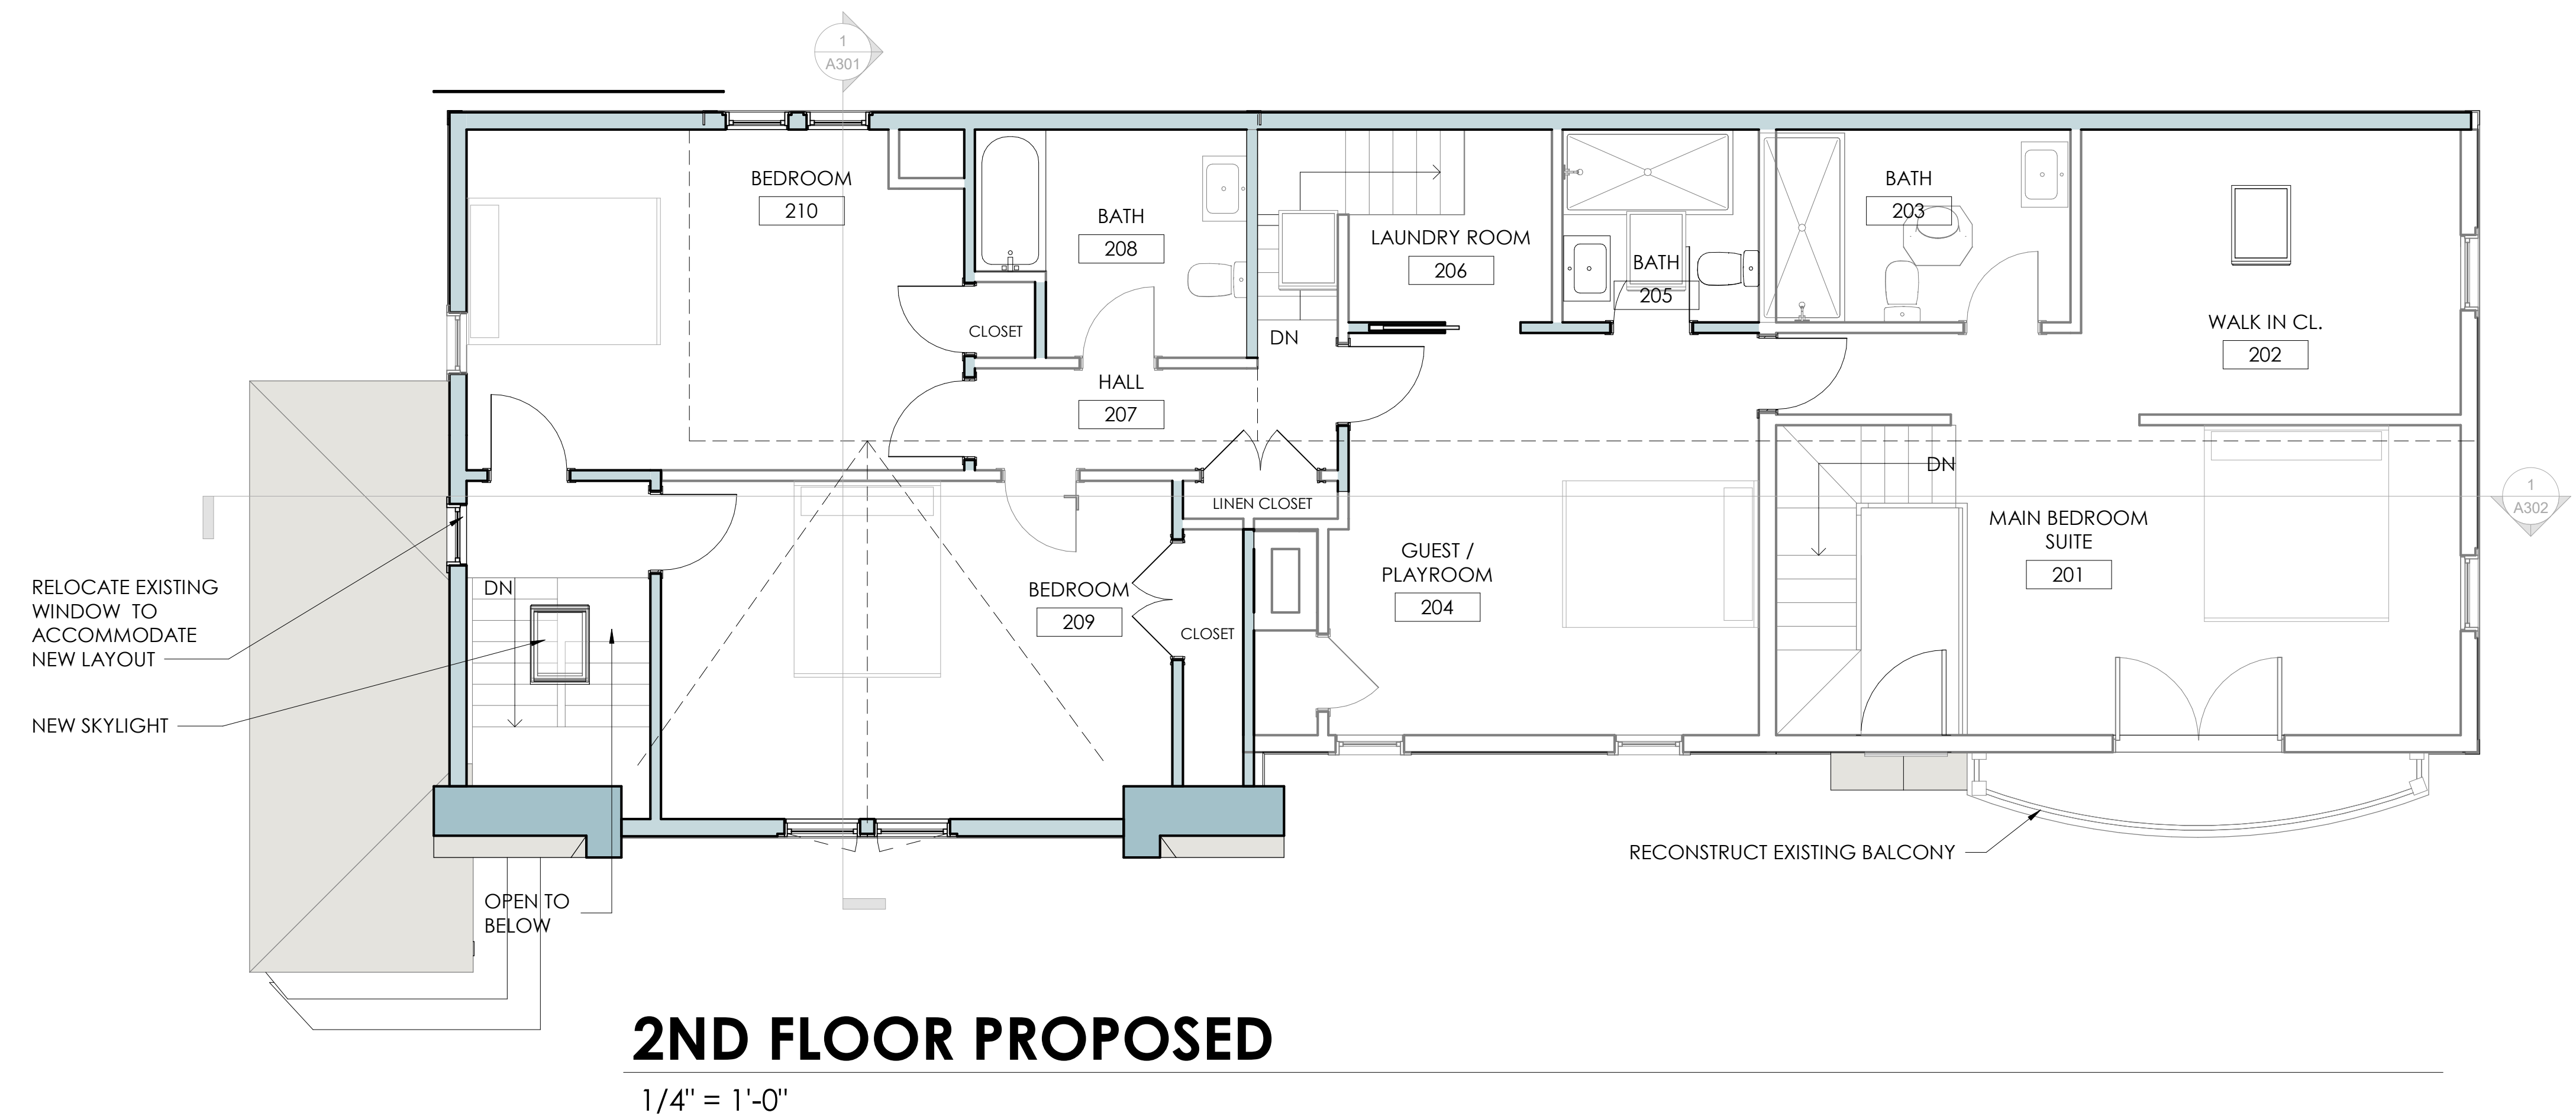 1
A301
BEDROOM
210
BATH
208
LAUNDRY ROOM
206
BATH
205
BATH
203
WALK IN CL.
202
CLOSET
DN
HALL
207
LINEN CLOSET
DN
MAIN BEDROOM
SUITE
201
1
A302
GUEST /
PLAYROOM
204
BEDROOM
209
CLOSET
DN
RELOCATE EXISTING
WINDOW TO
ACCOMMODATE
NEW LAYOUT
NEW SKYLIGHT
OPEN TO
BELOW
RECONSTRUCT EXISTING BALCONY
2ND FLOOR PROPOSED
1/4" = 1'-0"